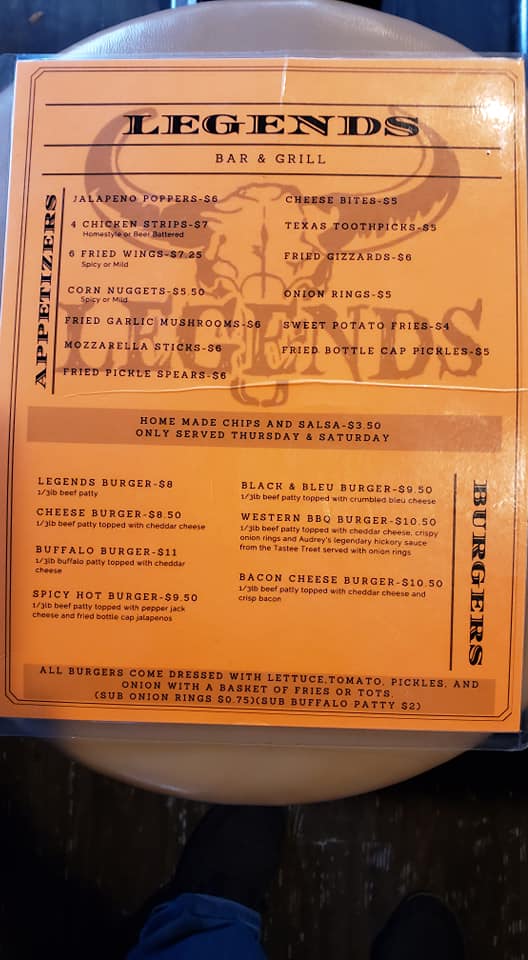 LEGENDS
BAR & GRILL
APPETIZERS
JALAPENO POPPERS-$6
4 CHICKEN STRIPS-$7
Homestyle or Beer Battered
6 FRIED WINGS-$7.25
Spicy or Mild
CORN NUGGETS-$5.50
Spicy or Mild
FRIED GARLIC MUSHROOMS-$6
MOZZARELLA STICKS-$6
FRIED PICKLE SPEARS-$6
CHEESE BITES-$5
TEXAS TOOTHPICKS-$5
FRIED GIZZARDS-$6
ONION RINGS-$5
SWEET POTATO FRIES-$4
FRIED BOTTLE CAP PICKLES-$5
LEGENDS
HOME MADE CHIPS AND SALSA-$3.50
ONLY SERVED THURSDAY & SATURDAY
LEGENDS BURGER-$8
1/3lb beef patty
CHEESE BURGER-$8.50
1/3lb beef patty topped with cheddar cheese
BUFFALO BURGER-$11
1/3lb buffalo patty topped with cheddar
cheese
SPICY HOT BURGER-$9.50
1/3lb beef patty topped with pepper jack
cheese and fried bottle cap jalapenos
BLACK & BLEU BURGER-$9.50
1/3lb beef patty topped with crumbled bleu cheese
WESTERN BBQ BURGER-$10.50
1/3lb beef patty topped with cheddar cheese, crispy
onion rings and Audrey's legendary hickory sauce
from the Tastee Treet served with onion rings
BACON CHEESE BURGER-$10.50
1/3lb beef patty topped with cheddar cheese and
crisp bacon
BURGERS
ALL BURGERS COME DRESSED WITH LETTUCE,TOMATO, PICKLES, AND
ONION WITH A BASKET OF FRIES OR TOTS.
(SUB ONION RINGS $0.75)(SUB BUFFALO PATTY $2)